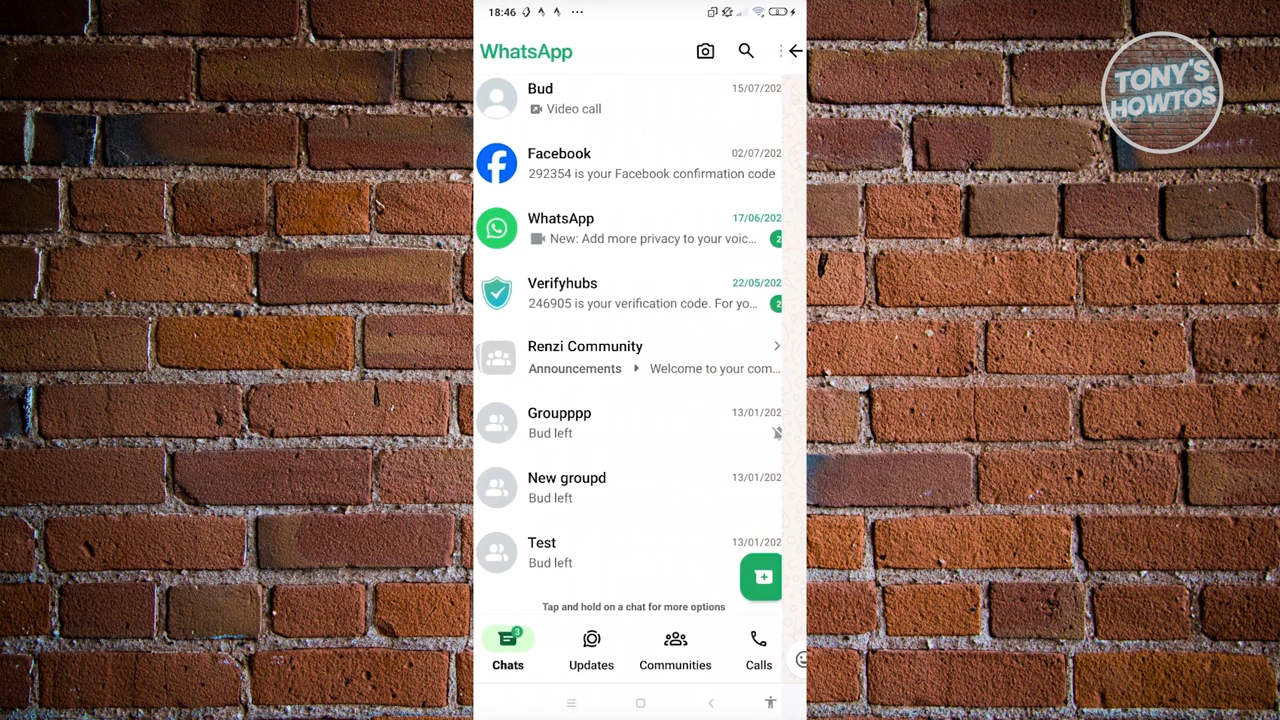 18:46
WhatsApp
TONY'S
HOWTOS
Bud
15/07/202
Video call
Facebook
02/07/202
292354 is your Facebook confirmation code
WhatsApp
17/06/202
New: Add more privacy to your voic...
2
Verifyhubs
22/05/202
246905 is your verification code. For yo...
2
Renzi Community
Announcements Welcome to your com...
Groupppp
13/01/202
Bud left
New groupd
13/01/202
Bud left
Test
13/01/202
Bud left
Tap and hold on a chat for more options
3
Chats Updates Communities Calls